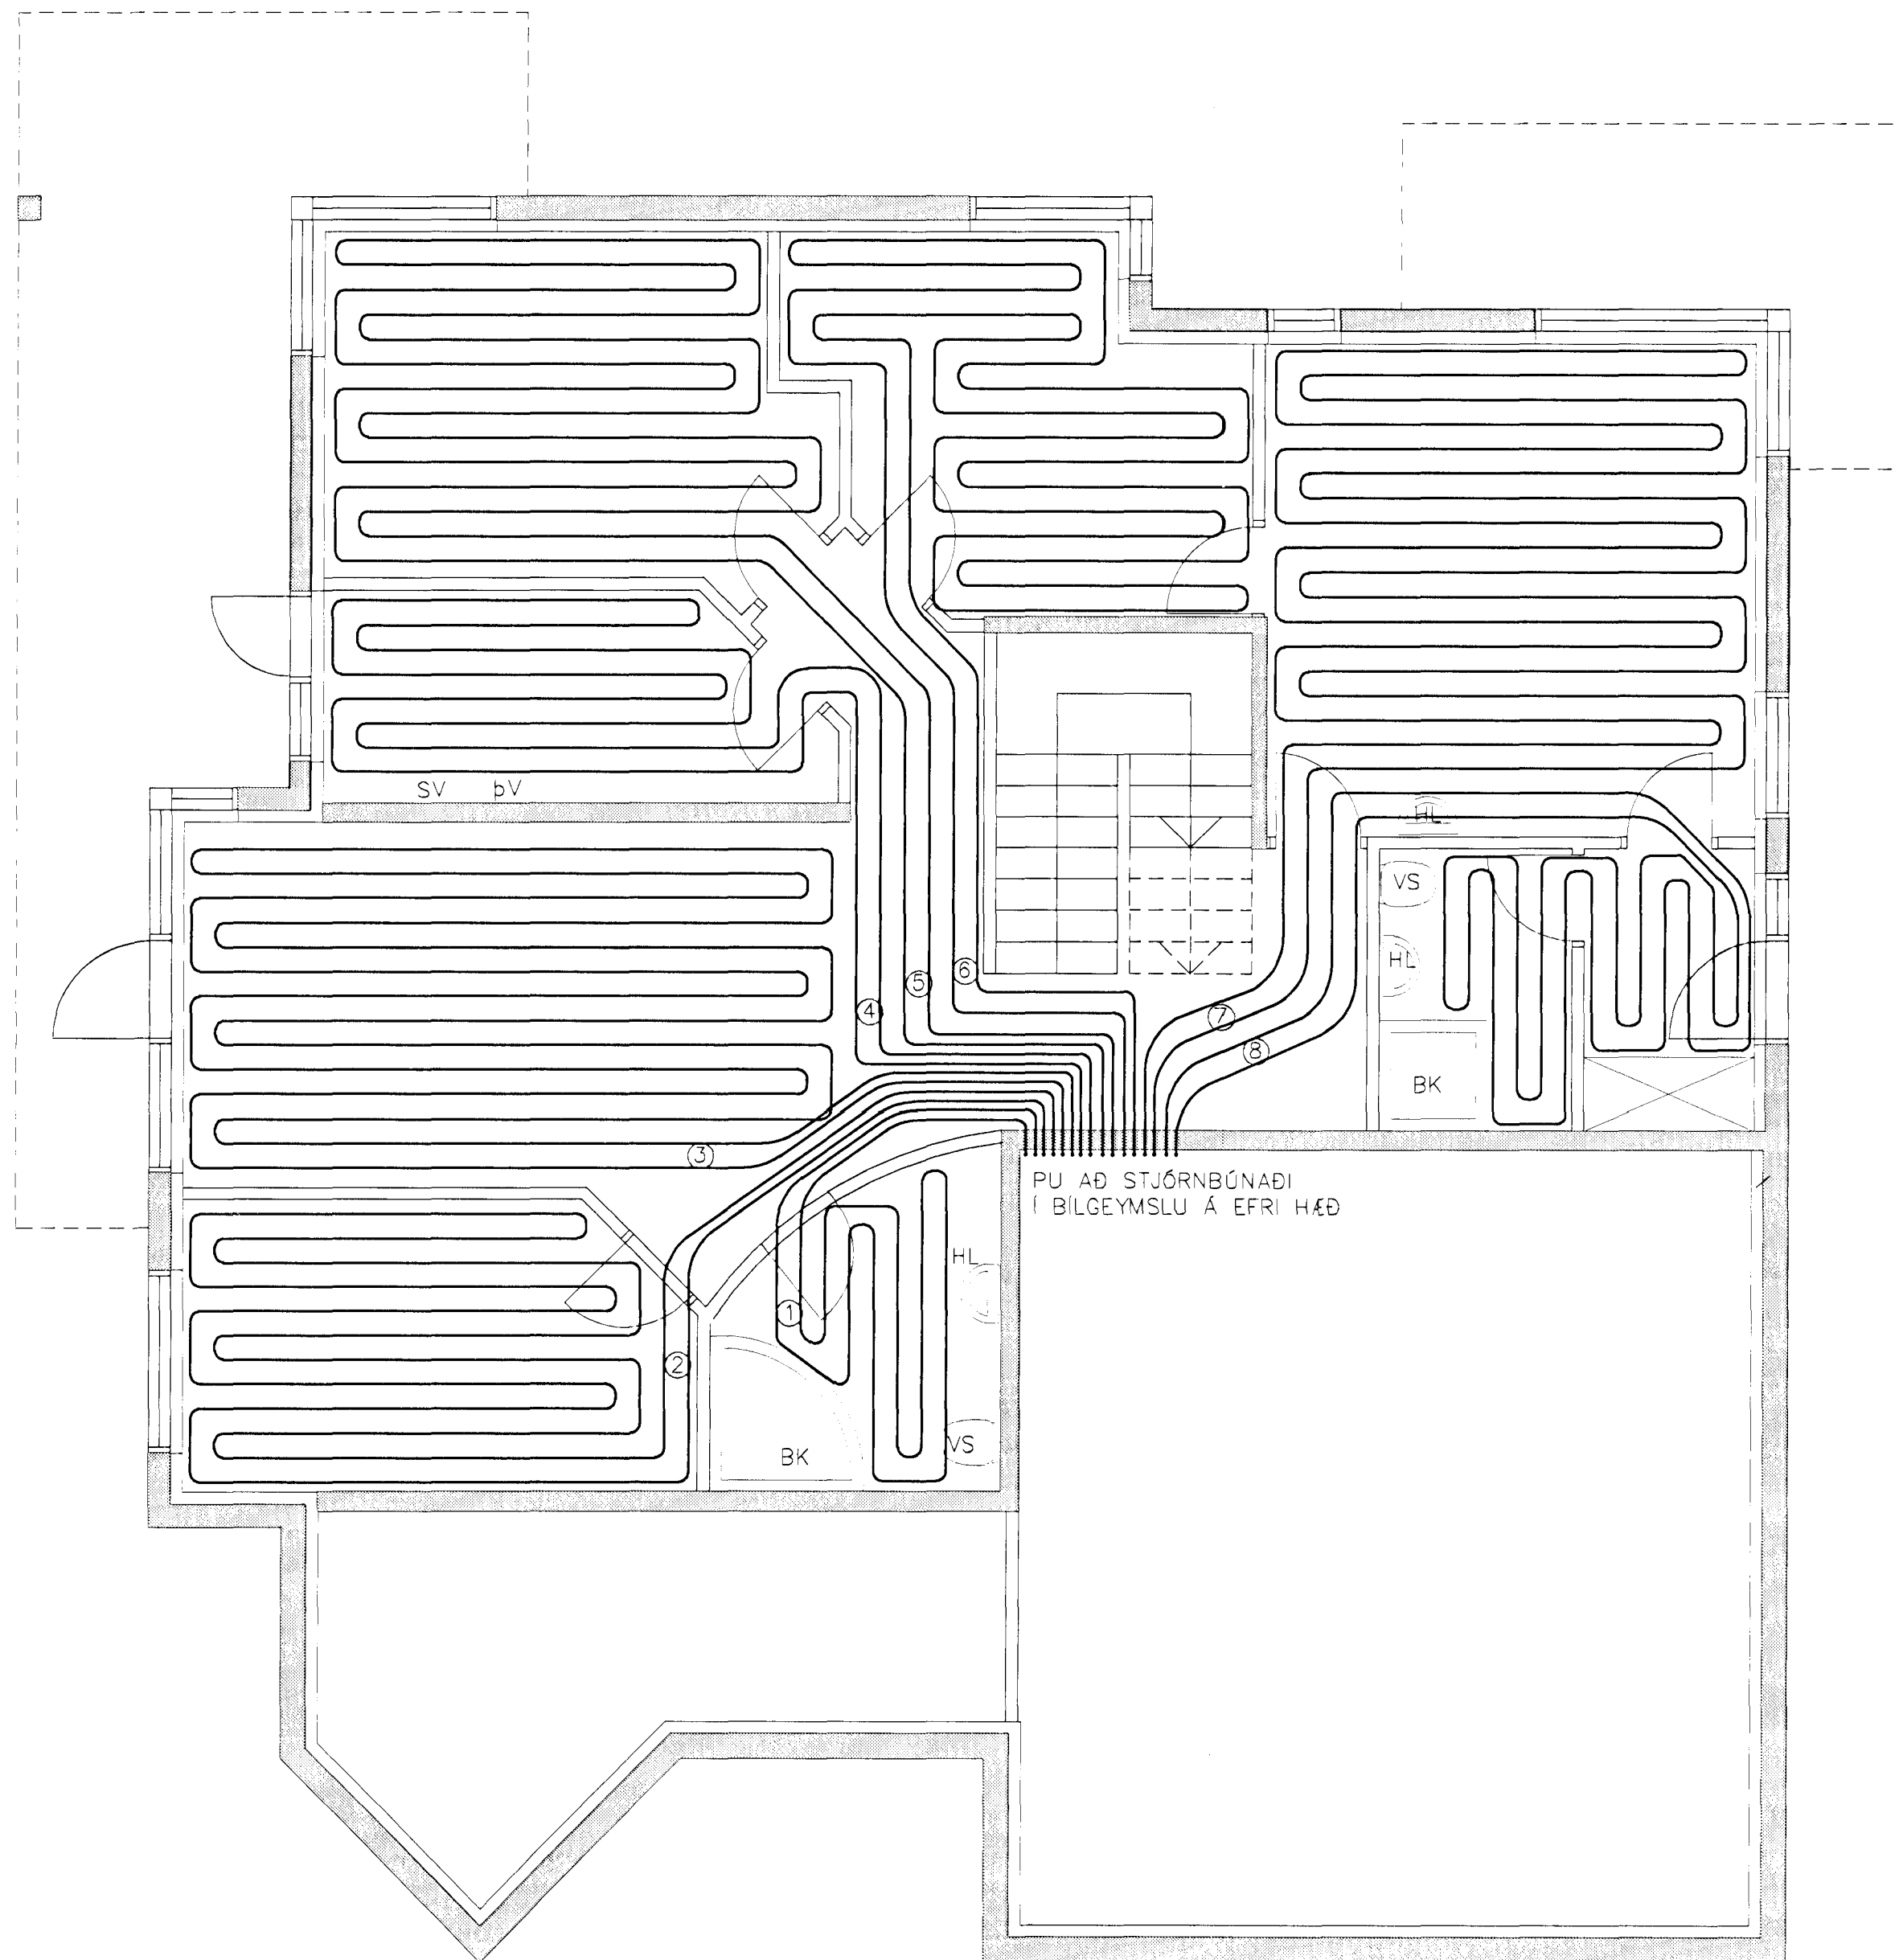 SV þV
HL
VS
6
5
HL
4
7
8
BK
3
PU AÐ STJÓRNBÚNAÐI
Í BÍLGEYMSLU Á EFRI HÆÐ
HL
1
2
VS
BK